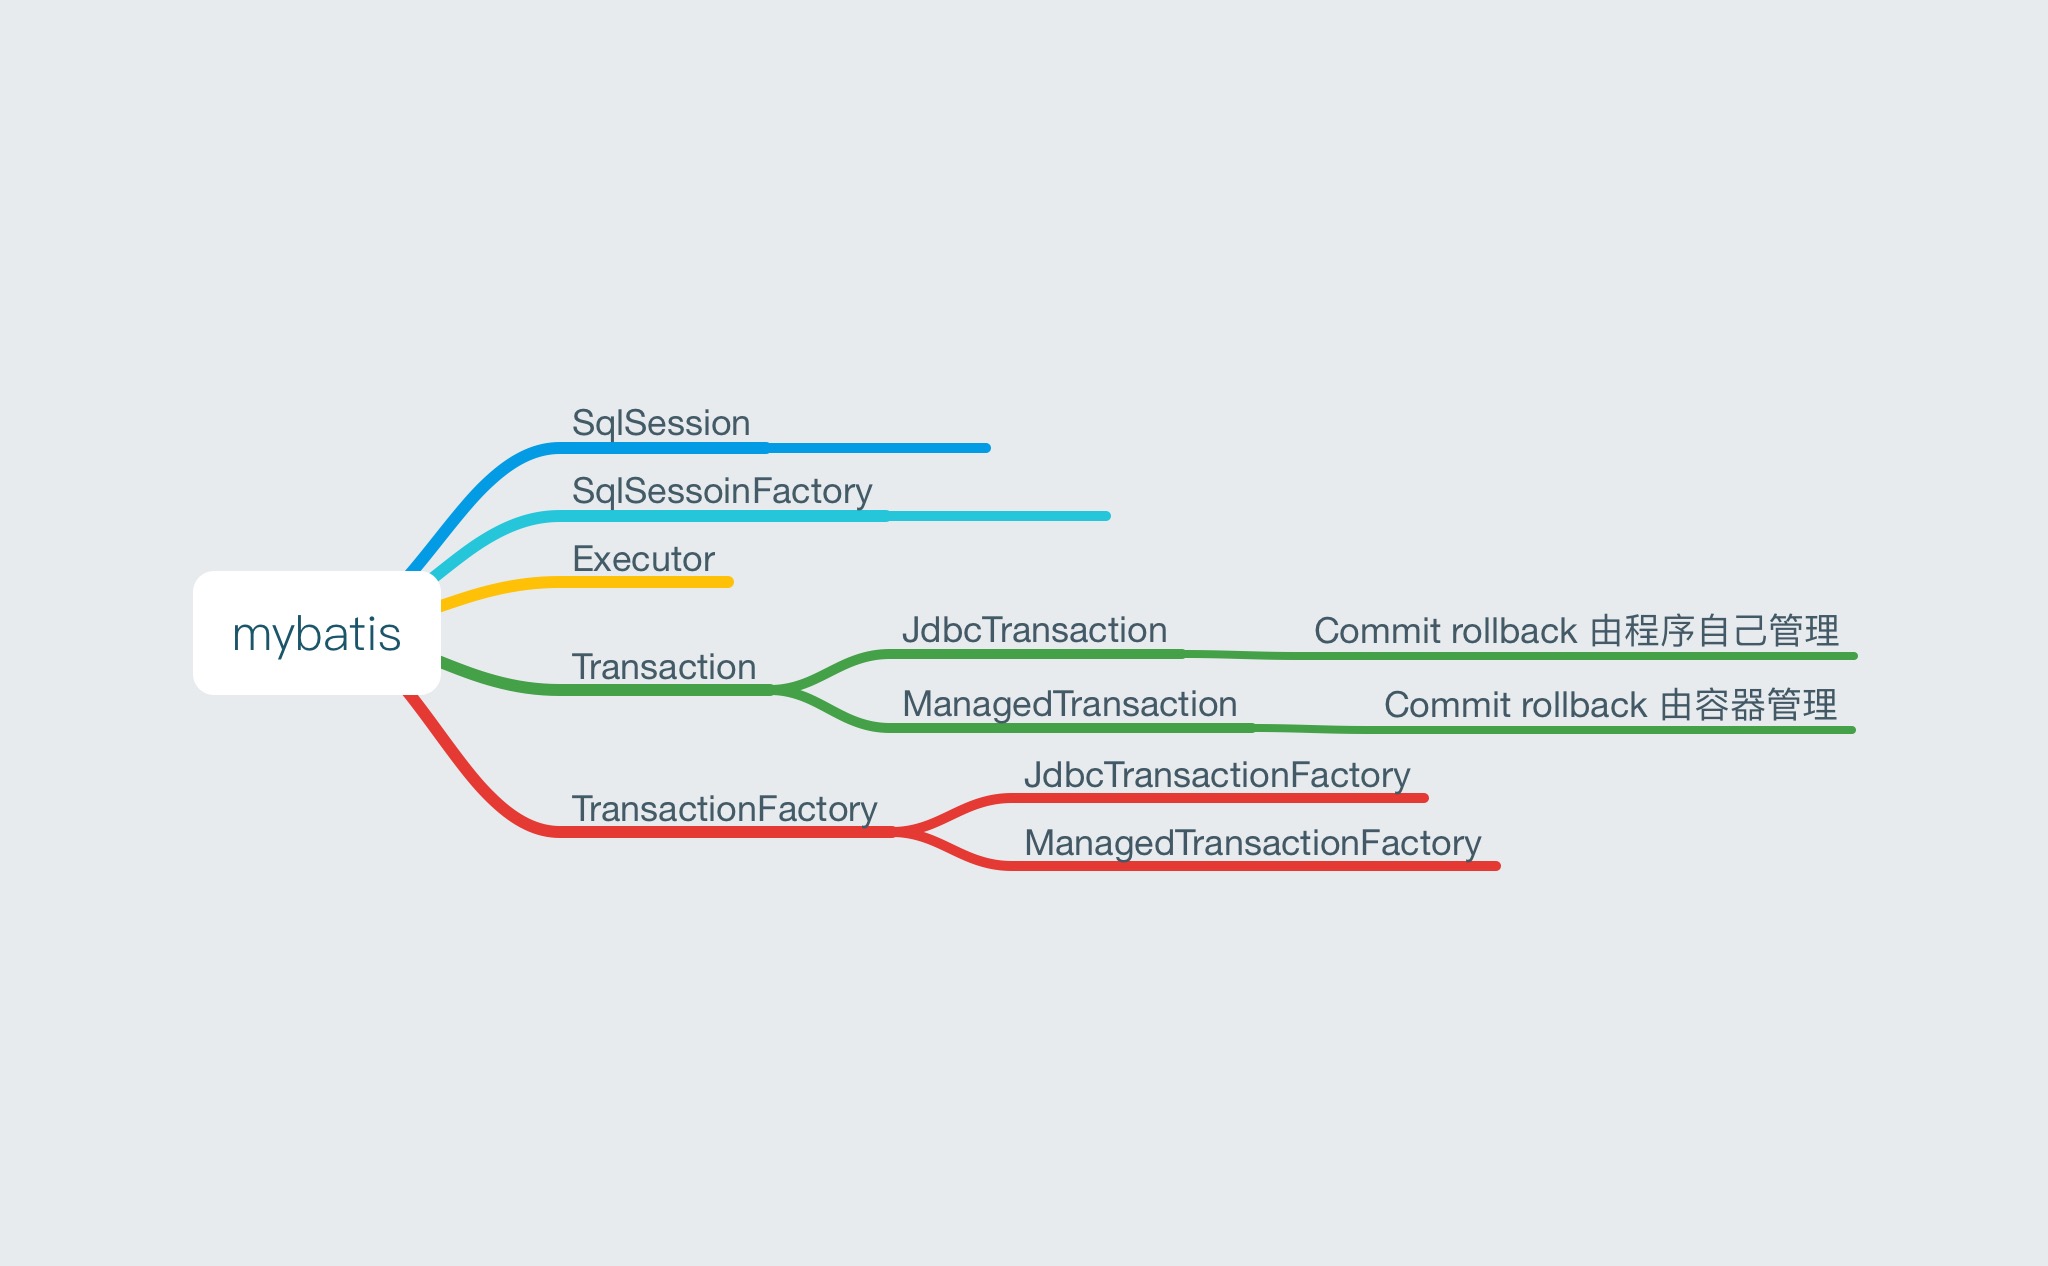 mybatis
SqlSession
SqlSessoinFactory
Executor
Transaction
JdbcTransaction
Commit rollback 由程序自己管理
ManagedTransaction
Commit rollback 由容器管理
TransactionFactory
JdbcTransactionFactory
ManagedTransactionFactory